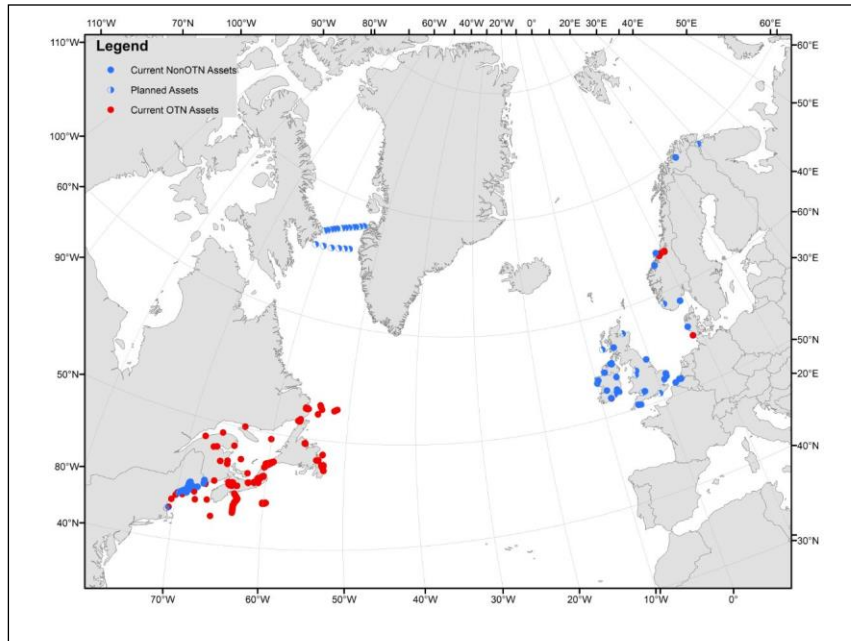 110°W 70°N 100°W 90°W 80°W 60°W 40°W 20°W 0° 20°E 30°E 40°E 50°E 60°E
110°W
Legend
60°E
Current NonOTN Assets
Planned Assets
50°E
Current OTN Assets
100°W
40°E
60°N
60°N
90°W
30°E
50°N
50°N
20°E
40°N
80°W
10°E
40°N
30°N
70°W 60°W 50°W 40°W 30°W 20°W 10°W 0°